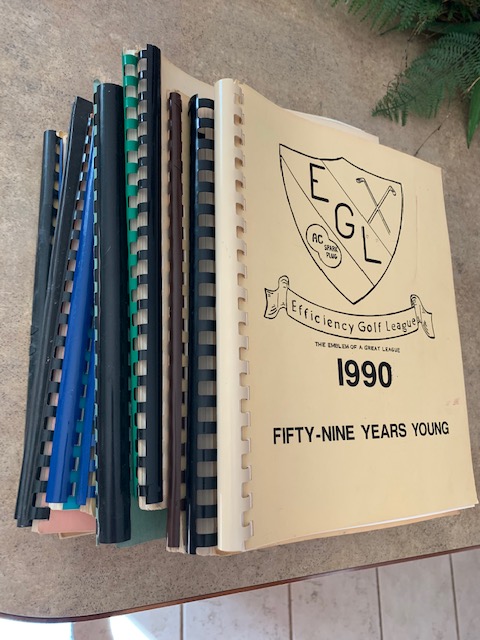 E
G
L
AC
SPARK
PLUG
Efficiency Golf League
THE EMBLEM OF A GREAT LEAGUE
1990
FIFTY-NINE YEARS YOUNG